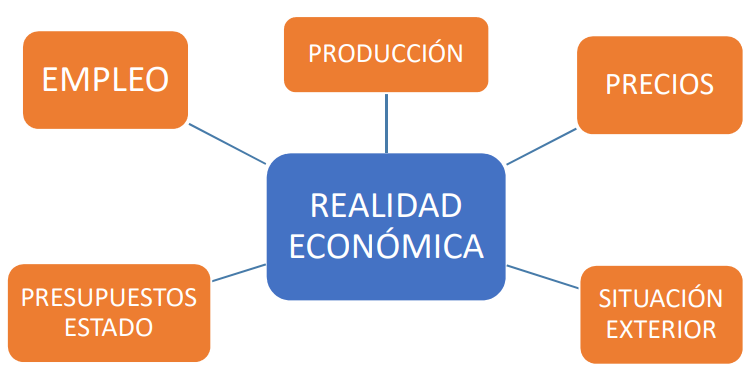 EMPLEO
PRODUCCIÓN
PRECIOS
REALIDAD
ECONÓMICA
PRESUPUESTOS
ESTADO
SITUACIÓN
EXTERIOR